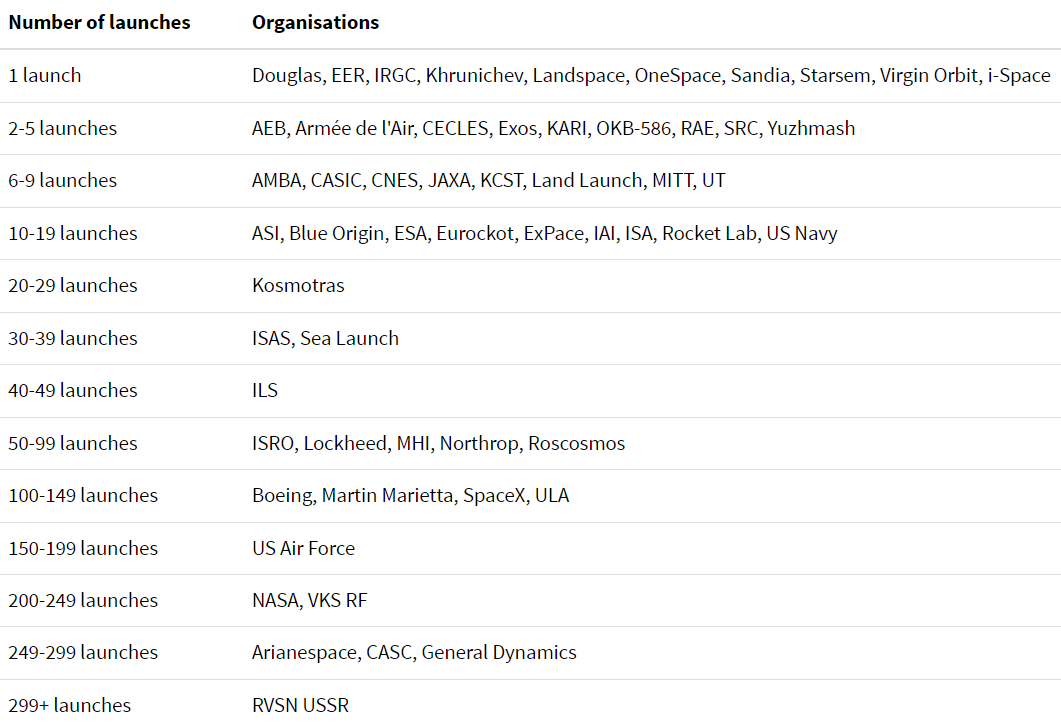 Number of launches Organisations
1 launch Douglas, EER, IRGC, Khrunichev, Landspace, OneSpace, Sandia, Starsem, Virgin Orbit, i-Space
2-5 launches AEB, Armée de l'Air, CECLES, Exos, KARI, OKB-586, RAE, SRC, Yuzhmash
6-9 launches AMBA, CASIC, CNES, JAXA, KCST, Land Launch, MITT, UT
10-19 launches ASI, Blue Origin, ESA, Eurockot, ExPace, IAI, ISA, Rocket Lab, US Navy
20-29 launches Kosmotras
30-39 launches ISAS, Sea Launch
40-49 launches ILS
50-99 launches ISRO, Lockheed, MHI, Northrop, Roscosmos
100-149 launches Boeing, Martin Marietta, SpaceX, ULA
150-199 launches US Air Force
200-249 launches NASA, VKS RF
249-299 launches Arianespace, CASC, General Dynamics
299+ launches RVSN USSR